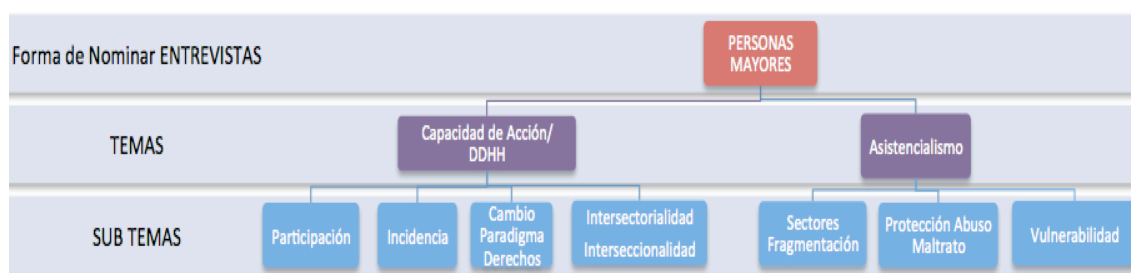 Forma de Nominar ENTREVISTAS
PERSONAS
MAYORES
TEMAS
Capacidad de Acción/
DDHH
Asistencialismo
SUB TEMAS
Participación
Incidencia
Cambio
Paradigma
Derechos
Intersectorialidad
Interseccionalidad
Sectores
Fragmentación
Protección Abuso
Maltrato
Vulnerabilidad